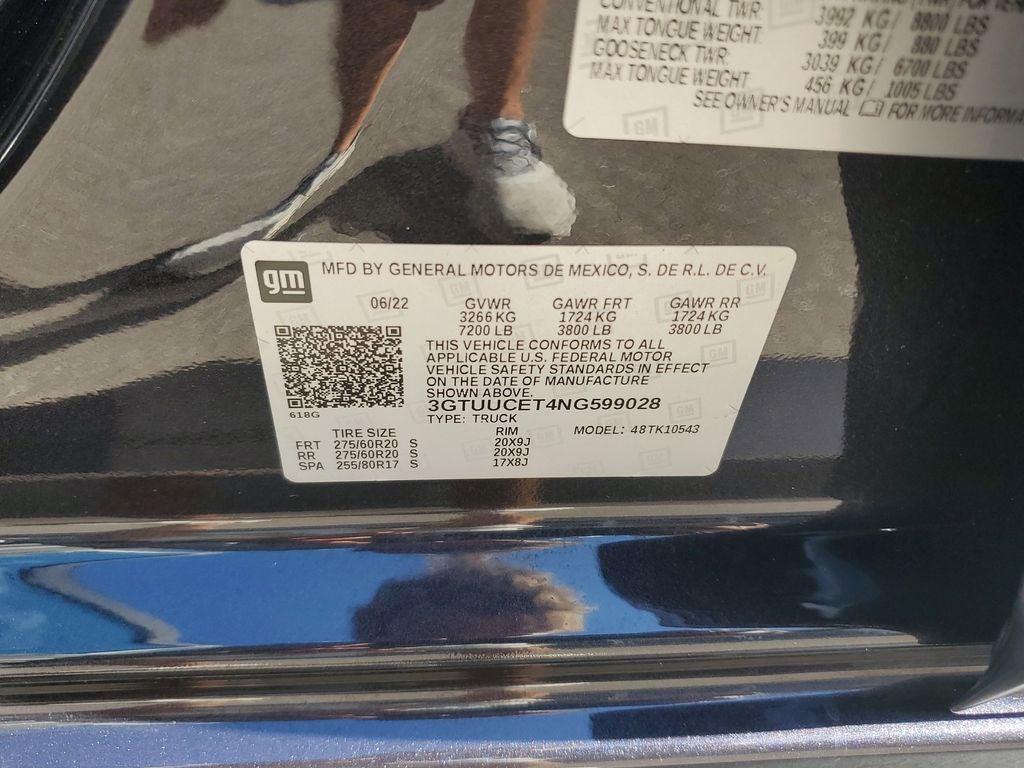 CONVENTIONAL TWR: 3992 KG/ 8800 LBS
MAX TONGUE WEIGHT: 399 KG/ 880 LBS
GOOSENECK TWR: 3039 KG/ 6700 LBS
MAX TONGUE WEIGHT: 456 KG/ 1005 LBS
SEE OWNER'S MANUAL FOR MORE
GM GM
gm MFD BY GENERAL MOTORS DE MEXICO, S. DE R.L. DE C.V.
06/22 GVWR GAWR FRT GAWR RR
3266 KG 1724 KG 1724 KG
7200 LB 3800 LB 3800 LB
THIS VEHICLE CONFORMS TO ALL
APPLICABLE U.S. FEDERAL MOTOR
VEHICLE SAFETY STANDARDS IN EFFECT
ON THE DATE OF MANUFACTURE
SHOWN ABOVE.
618G
3GTUUCET4NG599028
TYPE: TRUCK
MODEL: 48TK10543
TIRE SIZE RIM
FRT 275/60R20 S 20X9J
RR 275/60R20 S 20X9J
SPA 255/80R17 S 17X8J